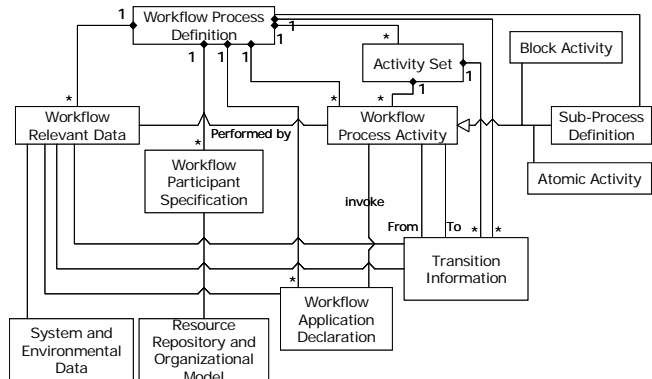 1
Workflow Process
Definition
1
1
1
1
1
*
Activity Set
1
1
Block Activity
*
*
*
Workflow
Relevant Data
Performed by
Workflow
Process Activity
Sub-Process
Definition
*
Workflow
Participant
Specification
Atomic Activity
invoke
From
To
*
*
Transition
Information
*
Workflow
Application
Declaration
System and
Environmental
Data
Resource
Repository and
Organizational
Model